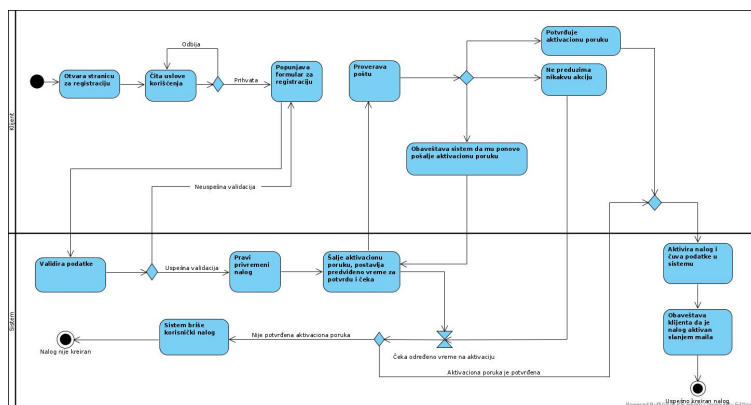 Klijent
Otvara stranicu
za registraciju
Čita uslove
korišćenja
Odbija
Prihvata
Popunjava
formular za
registraciju
Proverava
poštu
Potvrđuje
aktivacionu poruku
Ne preduzima
nikakvu akciju
Obaveštava sistem da mu ponovo
pošalje aktivacionu poruku
Neuspešna validacija
Sistem
Validira podatke
Uspešna validacija
Pravi
privremeni
nalog
Šalje aktivacionu
poruku, postavlja
predviđeno vreme za
potvrdu i čeka
Aktivira nalog i
čuva podatke u
sistemu
Sistem briše
korisnički nalog
Nalog nije kreiran
Nije potvrđena aktivaciona poruka
Čeka određeno vreme na aktivaciju
Aktivaciona poruka je potvrđena
Obaveštava
klijenta da je
nalog aktivan
slanjem maila
Uspešno kreiran nalog